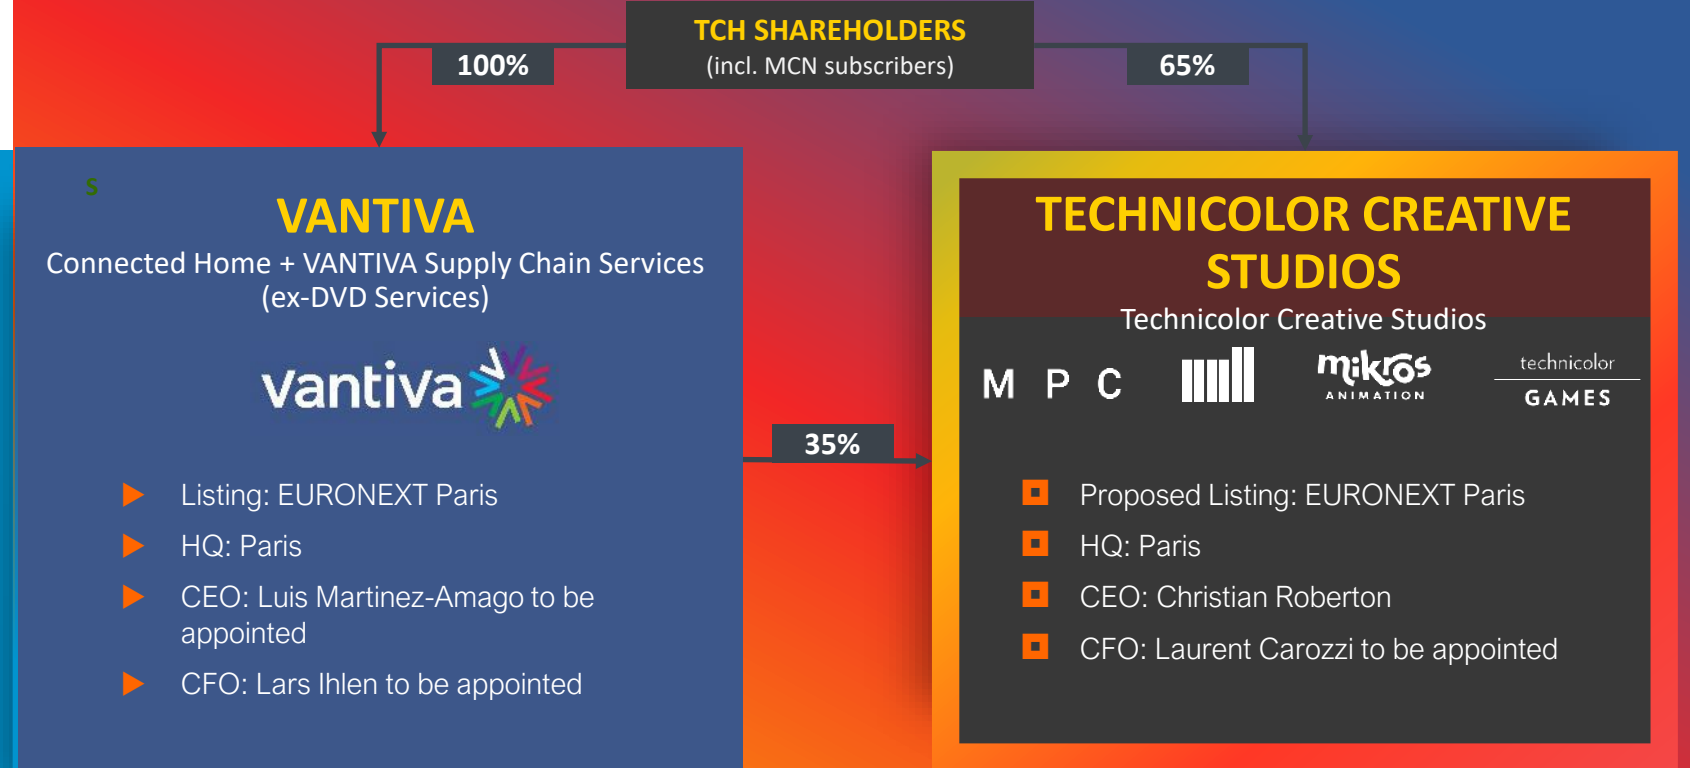 TCH SHAREHOLDERS
(incl. MCN subscribers)
100%
65%
S
VANTIVA
Connected Home + VANTIVA Supply Chain Services
(ex-DVD Services)
vantiva
Listing: EURONEXT Paris
HQ: Paris
CEO: Luis Martinez-Amago to be
appointed
CFO: Lars Ihlen to be appointed
35%
TECHNICOLOR CREATIVE
STUDIOS
Technicolor Creative Studios
M P C
mikros
ANIMATION
technicolor
GAMES
Proposed Listing: EURONEXT Paris
HQ: Paris
CEO: Christian Roberton
CFO: Laurent Carozzi to be appointed